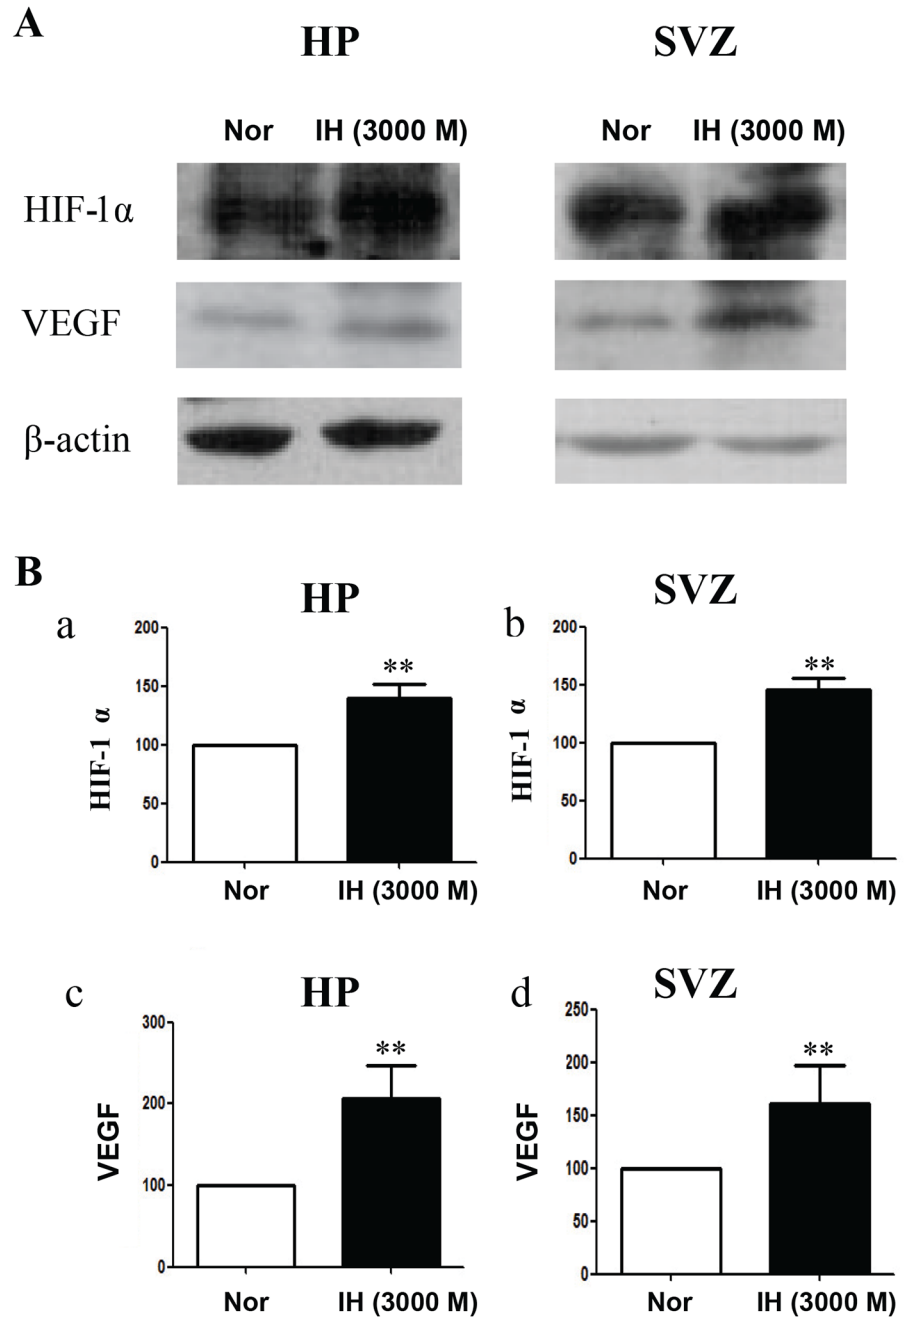 A
HP SVZ
Nor IH (3000 M) Nor IH (3000 M)
HIF-1α
VEGF
β-actin
B
HP SVZ
a b
200 200
** **
150 150
HIF-1 α HIF-1 α
100 100
50 50
0 0
Nor IH (3000 M) Nor IH (3000 M)
c HP d SVZ
300 250
** **
200 200
VEGF 150 VEGF
100 100
50
0 0
Nor IH (3000 M) Nor IH (3000 M)